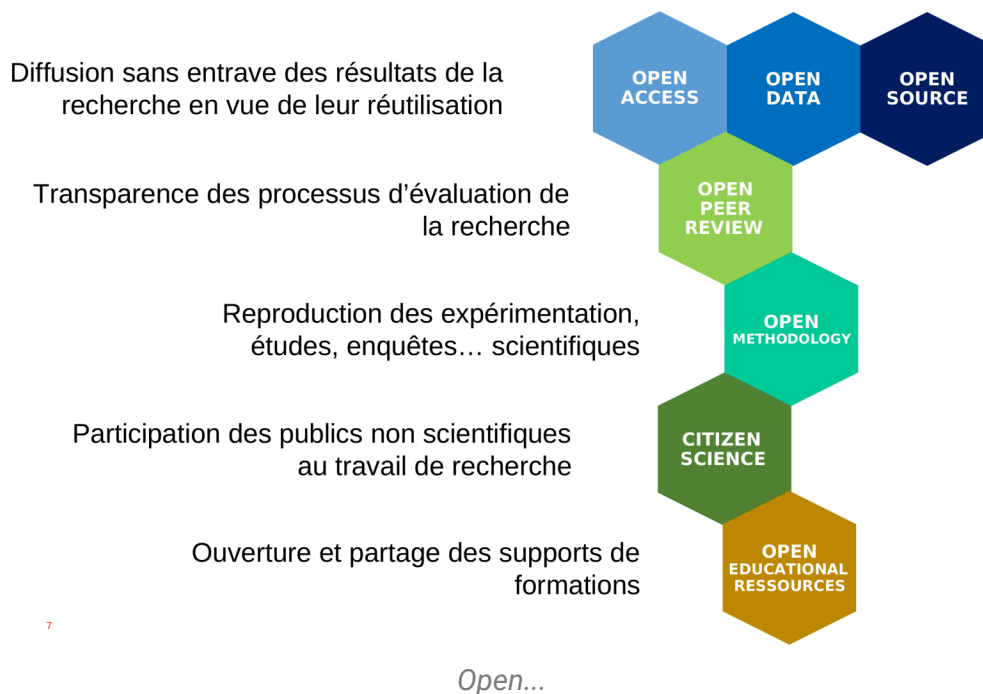 Diffusion sans entrave des résultats de la
recherche en vue de leur réutilisation
OPEN
ACCESS
OPEN
DATA
OPEN
SOURCE
Transparence des processus d’évaluation de
la recherche
OPEN
PEER
REVIEW
Reproduction des expérimentation,
études, enquêtes… scientifiques
OPEN
METHODOLOGY
Participation des publics non scientifiques
au travail de recherche
CITIZEN
SCIENCE
Ouverture et partage des supports de
formations
OPEN
EDUCATIONAL
RESSOURCES
7
Open...